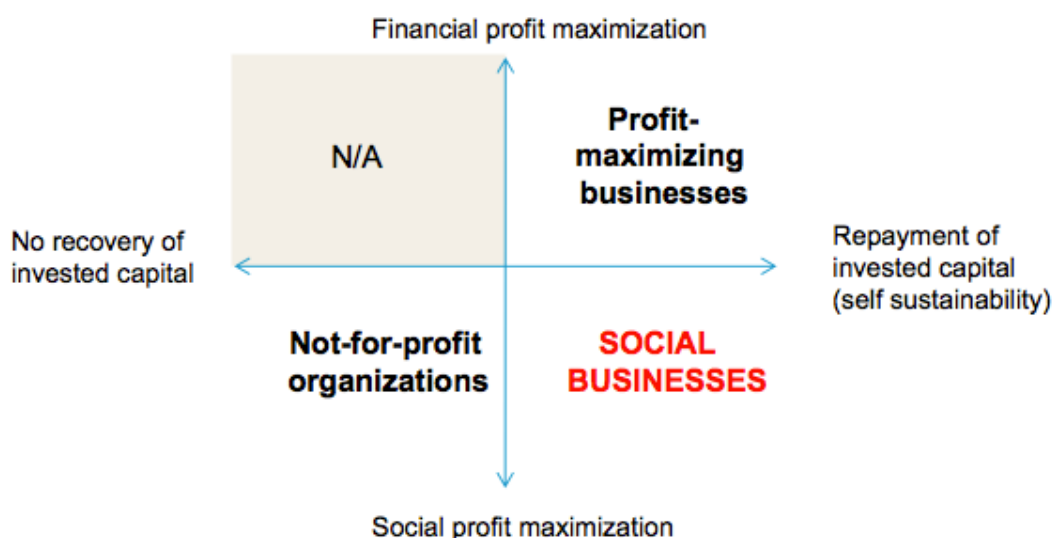 Financial profit maximization
N/A
Profit-
maximizing
businesses
No recovery of
invested capital
Repayment of
invested capital
(self sustainability)
Not-for-profit
organizations
SOCIAL
BUSINESSES
Social profit maximization